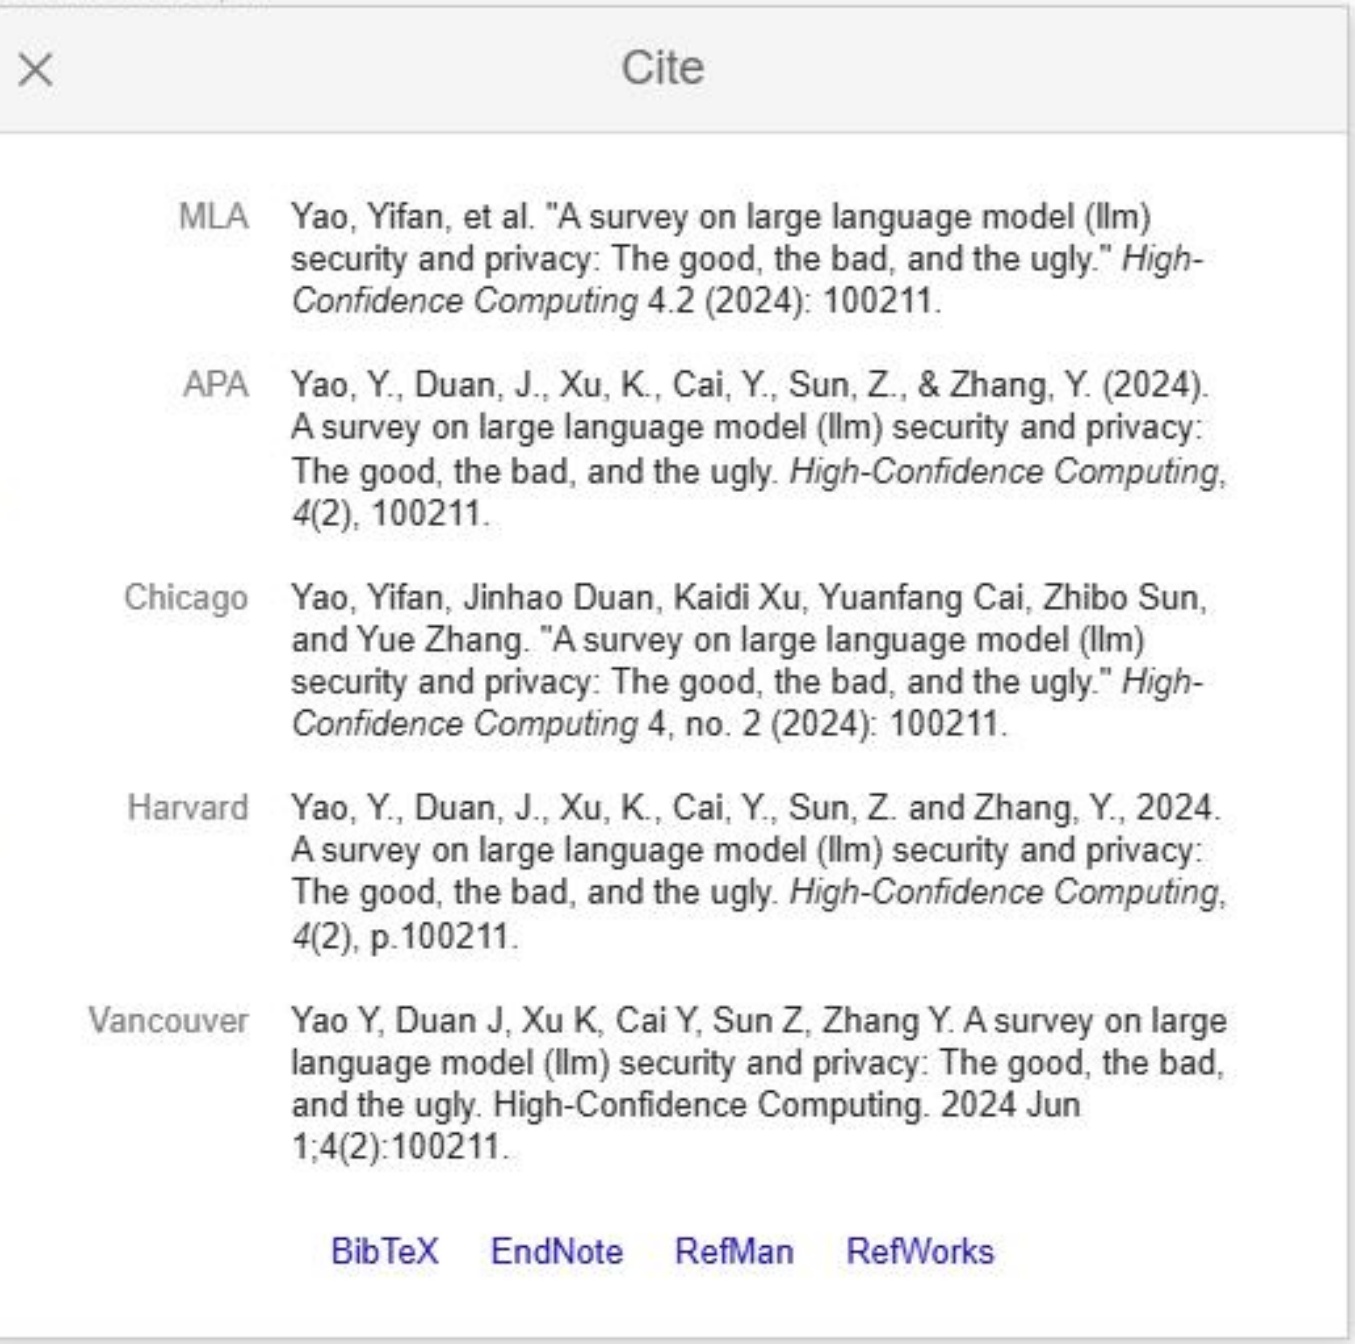 Cite
MLA Yao, Yifan, et al. "A survey on large language model (llm)
security and privacy: The good, the bad, and the ugly." High-
Confidence Computing 4.2 (2024): 100211.
APA Yao, Y., Duan, J., Xu, K., Cai, Y., Sun, Z., & Zhang, Y. (2024).
A survey on large language model (llm) security and privacy:
The good, the bad, and the ugly. High-Confidence Computing,
4(2), 100211.
Chicago Yao, Yifan, Jinhao Duan, Kaidi Xu, Yuanfang Cai, Zhibo Sun,
and Yue Zhang. "A survey on large language model (llm)
security and privacy: The good, the bad, and the ugly." High-
Confidence Computing 4, no. 2 (2024): 100211.
Harvard Yao, Y., Duan, J., Xu, K., Cai, Y., Sun, Z. and Zhang, Y., 2024.
A survey on large language model (llm) security and privacy:
The good, the bad, and the ugly. High-Confidence Computing,
4(2), p.100211.
Vancouver Yao Y, Duan J, Xu K, Cai Y, Sun Z, Zhang Y. A survey on large
language model (llm) security and privacy: The good, the bad,
and the ugly. High-Confidence Computing. 2024 Jun
1;4(2):100211.
BibTeX EndNote RefMan RefWorks